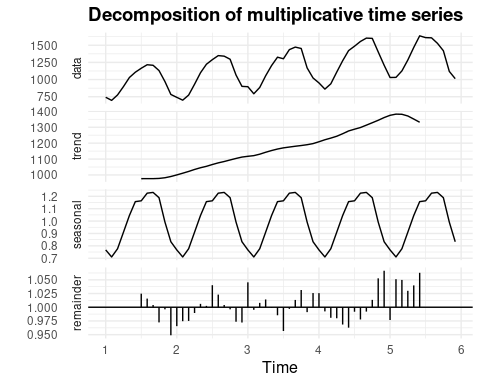 Decomposition of multiplicative time series
1500
1250
1000
750
data
1400
1300
1200
1100
1000
trend
1.2
1.1
1.0
0.9
0.8
0.7
seasonal
1.050
1.025
1.000
0.975
0.950
remainder
1 2 3 4 5 6
Time